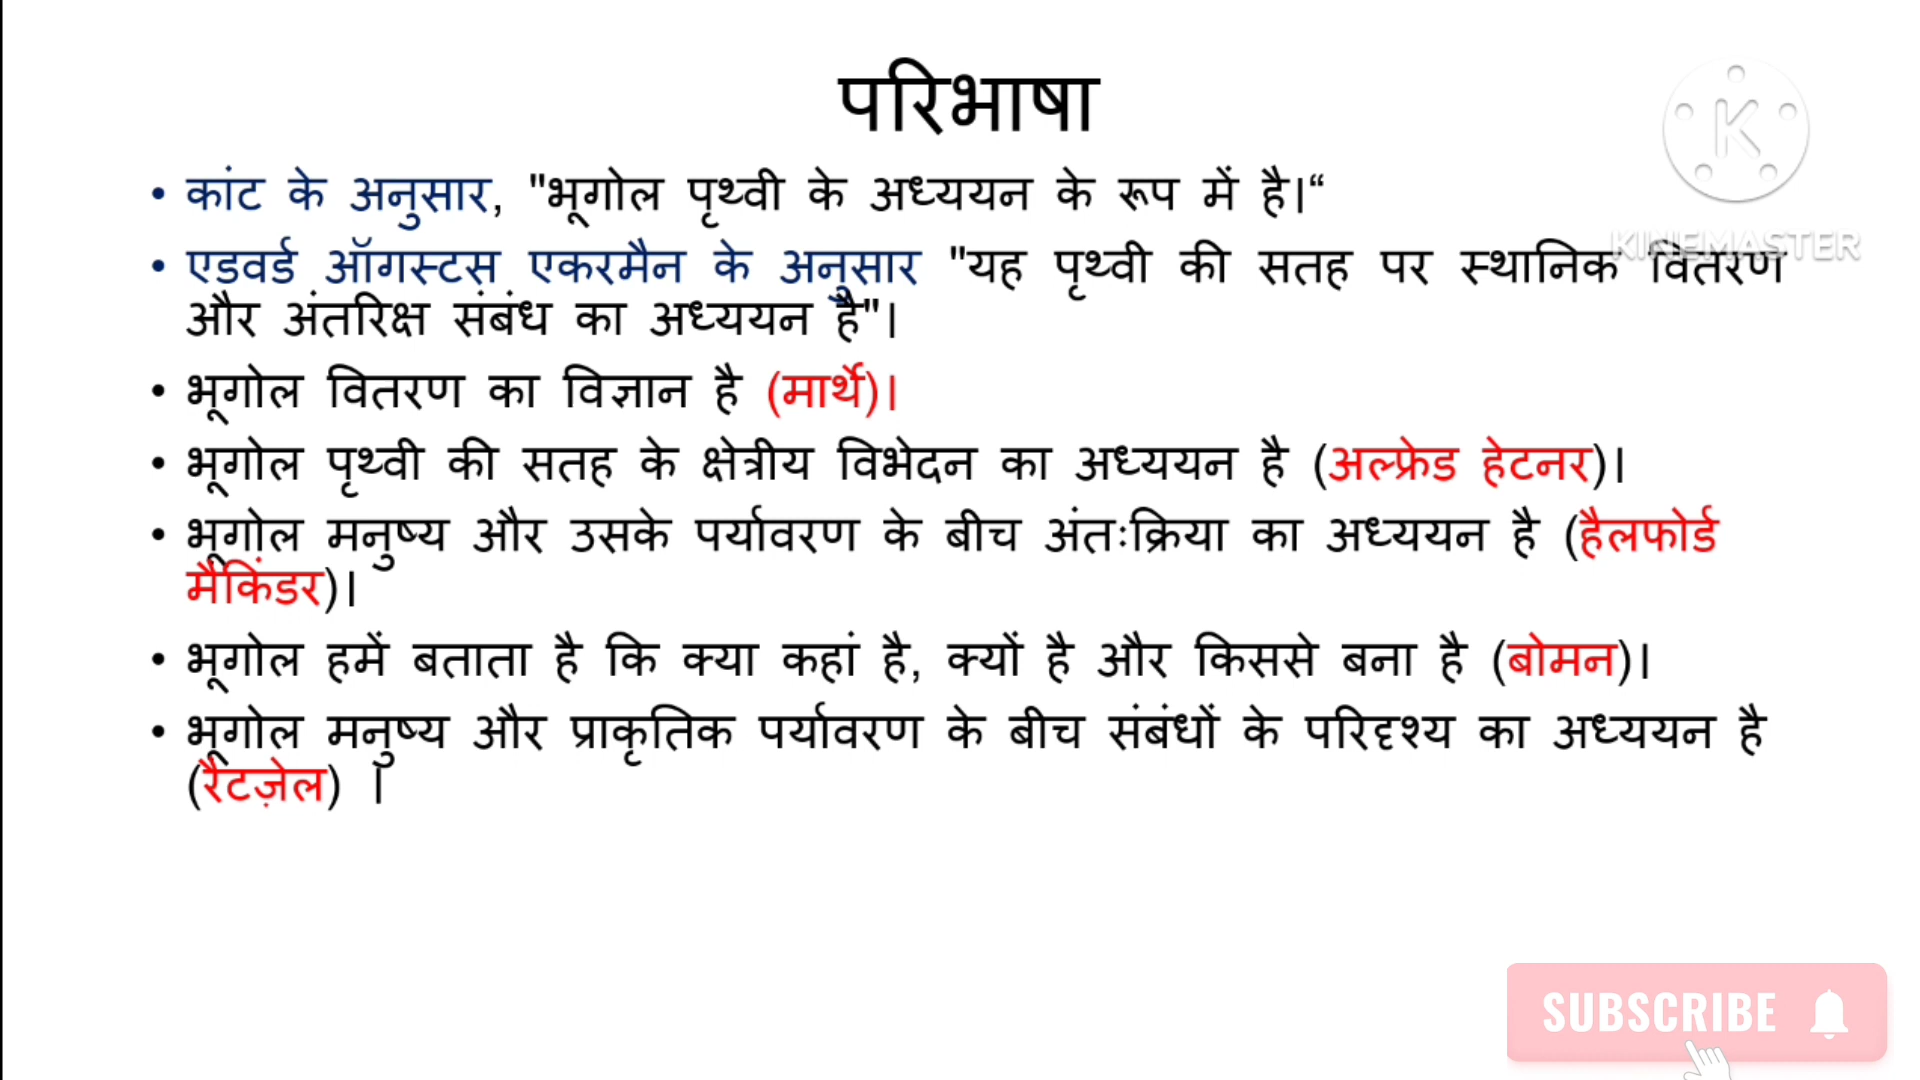 परिभाषा
• कांट के अनुसार, "भूगोल पृथ्वी के अध्ययन के रूप में है।“
• एडवर्ड ऑगस्टस एकरमैन के अनुसार "यह पृथ्वी की सतह पर स्थानिक वितरण
और अंतरिक्ष संबंध का अध्ययन है"।
• भूगोल वितरण का विज्ञान है (मार्थे)।
• भूगोल पृथ्वी की सतह के क्षेत्रीय विभेदन का अध्ययन है (अल्फ्रेड हेटनर)।
• भूगोल मनुष्य और उसके पर्यावरण के बीच अंतःक्रिया का अध्ययन है (हैलफोर्ड
मैकिंडर)।
• भूगोल हमें बताता है कि क्या कहां है, क्यों है और किससे बना है (बोमन)।
• भूगोल मनुष्य और प्राकृतिक पर्यावरण के बीच संबंधों के परिदृश्य का अध्ययन है
(रैटज़ेल) ।
K
KINEMASTER
SUBSCRIBE